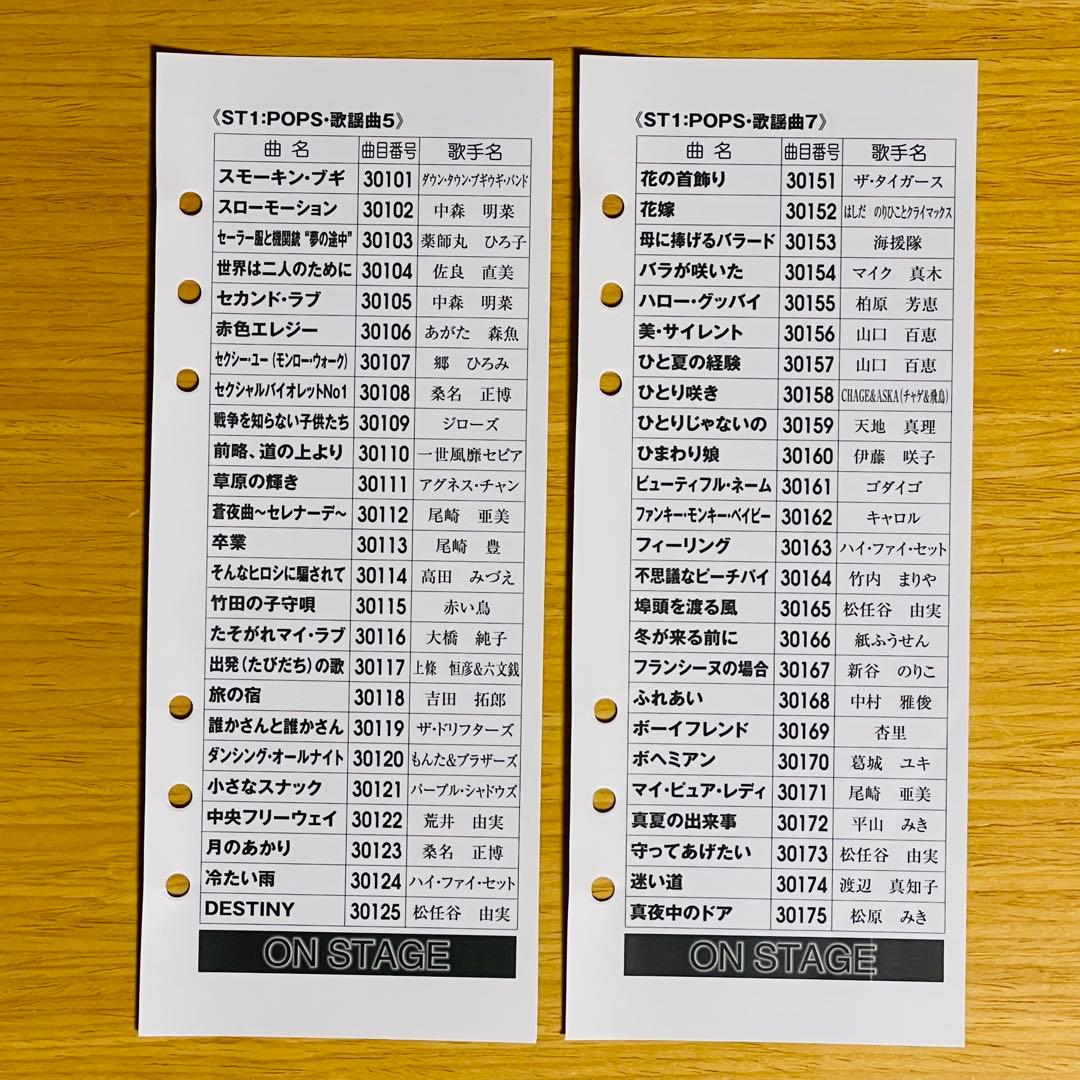 《ST1:POPS・歌謡曲5》
曲 名 曲目番号 歌手名
スモーキン・ブギ 30101 ダウン・タウン・ブギウギ・バンド
スローモーション 30102 中森 明菜
セーラー服と機関銃“夢の途中” 30103 薬師丸 ひろ子
世界は二人のために 30104 佐良 直美
セカンド・ラブ 30105 中森 明菜
赤色エレジー 30106 あがた 森魚
セクシー・ユー(モンロー・ウォーク) 30107 郷 ひろみ
セクシャルバイオレットNo1 30108 桑名 正博
戦争を知らない子供たち 30109 ジローズ
前略、道の上より 30110 一世風靡セピア
草原の輝き 30111 アグネス・チャン
蒼夜曲〜セレナーデ〜 30112 尾崎 亜美
卒業 30113 尾崎 豊
そんなヒロシに騙されて 30114 高田 みづえ
竹田の子守唄 30115 赤い鳥
たそがれマイ・ラブ 30116 大橋 純子
出発(たびだち)の歌 30117 上條 恒彦&六文銭
旅の宿 30118 吉田 拓郎
誰かさんと誰かさん 30119 ザ・ドリフターズ
ダンシング・オールナイト 30120 もんた&ブラザーズ
小さなスナック 30121 パープル・シャドウズ
中央フリーウェイ 30122 荒井 由実
月のあかり 30123 桑名 正博
冷たい雨 30124 ハイ・ファイ・セット
DESTINY 30125 松任谷 由実
ON STAGE
《ST1:POPS・歌謡曲7》
曲 名 曲目番号 歌手名
花の首飾り 30151 ザ・タイガース
花嫁 30152 はしだ のりひことクライマックス
母に捧げるバラード 30153 海援隊
バラが咲いた 30154 マイク 真木
ハロー・グッバイ 30155 柏原 芳恵
美・サイレント 30156 山口 百恵
ひと夏の経験 30157 山口 百恵
ひとり咲き 30158 CHAGE&ASKA(チャゲ&飛鳥)
ひとりじゃないの 30159 天地 真理
ひまわり娘 30160 伊藤 咲子
ビューティフル・ネーム 30161 ゴダイゴ
ファンキー・モンキー・ベイビー 30162 キャロル
フィーリング 30163 ハイ・ファイ・セット
不思議なピーチパイ 30164 竹内 まりや
埠頭を渡る風 30165 松任谷 由実
冬が来る前に 30166 紙ふうせん
フランシーヌの場合 30167 新谷 のりこ
ふれあい 30168 中村 雅俊
ボーイフレンド 30169 杏里
ボヘミアン 30170 葛城 ユキ
マイ・ピュア・レディ 30171 尾崎 亜美
真夏の出来事 30172 平山 みき
守ってあげたい 30173 松任谷 由実
迷い道 30174 渡辺 真知子
真夜中のドア 30175 松原 みき
ON STAGE